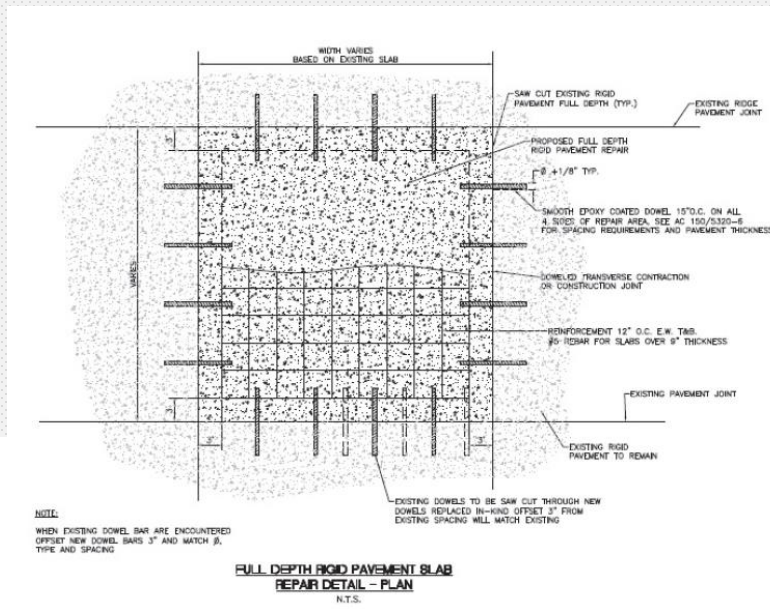 WIDTH VARIES
BASED ON EXISTING SLAB
SAW CUT EXISTING RIGID
PAVEMENT FULL DEPTH (TYP.)
EXISTING RIDGE
PAVEMENT JOINT
3"
PROPOSED FULL DEPTH
RIGID PAVEMENT REPAIR
Ø +1/8" TYP.
SMOOTH EPOXY COATED DOWEL 15"O.C. ON ALL
4 SIDES OF REPAIR AREA, SEE AC 150/5320-6
FOR SPACING REQUIREMENTS AND PAVEMENT THICKNESS
VARIES
DOWELED TRANSVERSE CONTRACTION
OR CONSTRUCTION JOINT
REINFORCEMENT 12" O.C. E.W. T&B.
#5 REBAR FOR SLABS OVER 9" THICKNESS
EXISTING PAVEMENT JOINT
3"
3"
3"
EXISTING RIGID
PAVEMENT TO REMAIN
EXISTING DOWELS TO BE SAW CUT THROUGH NEW
DOWELS REPLACED IN-KIND OFFSET 3" FROM
EXISTING SPACING WILL MATCH EXISTING
NOTE:
WHEN EXISTING DOWEL BAR ARE ENCOUNTERED
OFFSET NEW DOWEL BARS 3" AND MATCH Ø,
TYPE AND SPACING
FULL DEPTH RIGID PAVEMENT SLAB
REPAIR DETAIL - PLAN
N.T.S.